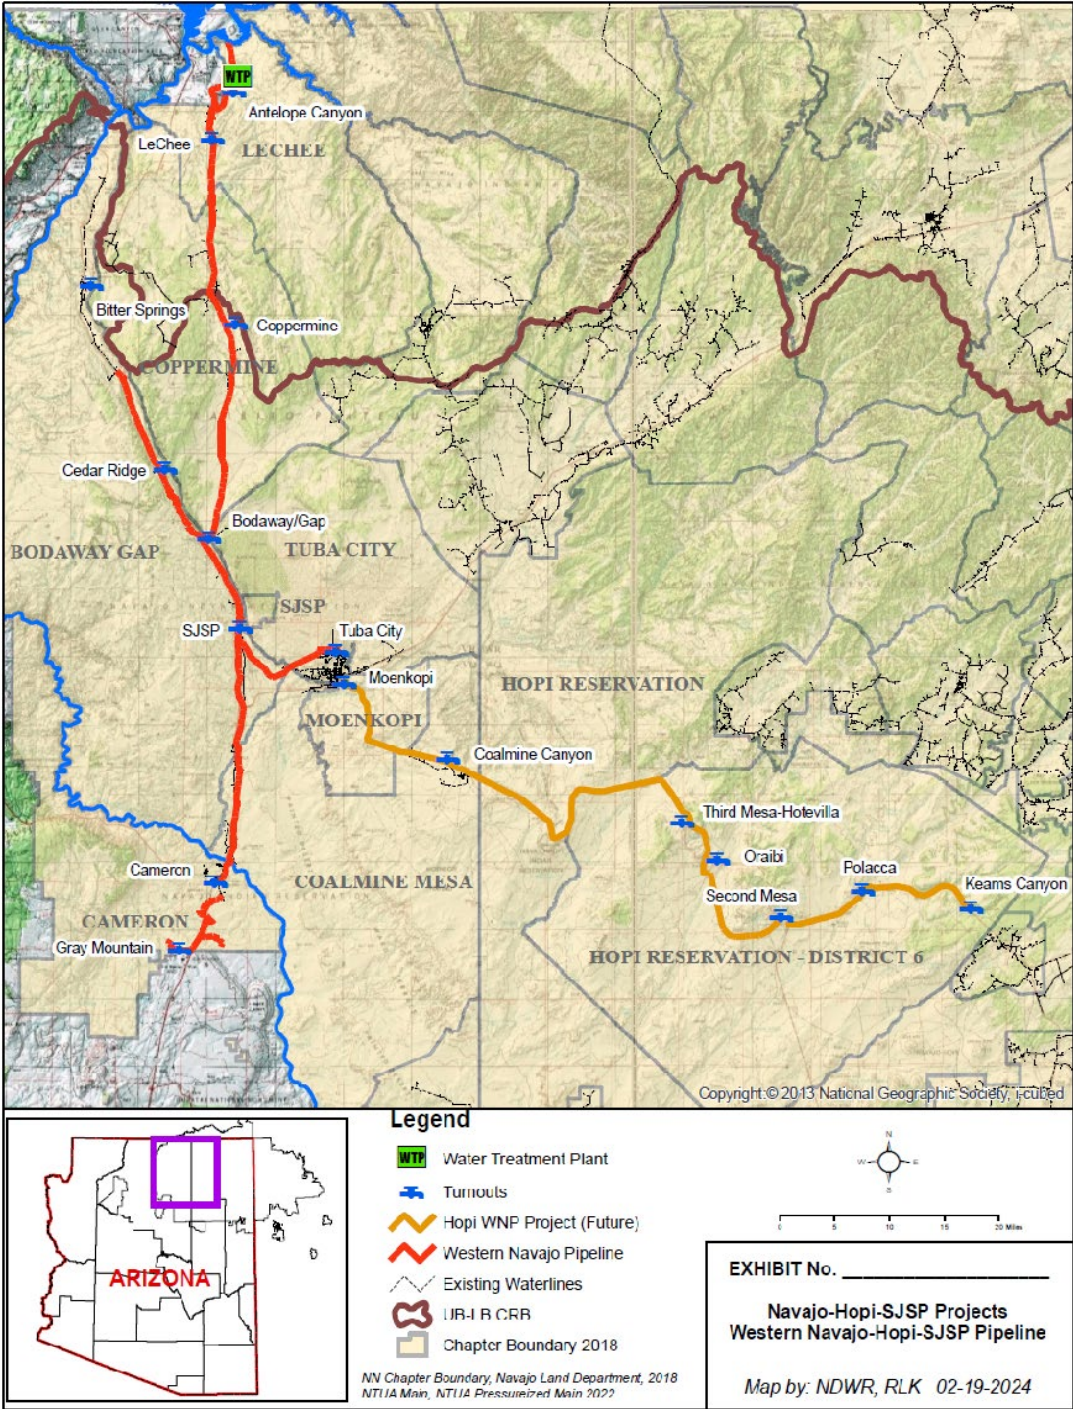 WTP
Antelope Canyon
LeChee
LECHEE
Bitter Springs
Coppermine
COPPERMINE
Cedar Ridge
Bodaway/Gap
BODAWAY GAP
TUBA CITY
SJSP
SJSP
Tuba City
Moenkopi
HOPI RESERVATION
MOENKOPI
Coalmine Canyon
Third Mesa-Hotevilla
Oraibi
Cameron
COALMINE MESA
Polacca
Keams Canyon
Second Mesa
CAMERON
Gray Mountain
HOPI RESERVATION - DISTRICT 6
Copyright:© 2013 National Geographic Society, i-cubed
Legend
WTP Water Treatment Plant
Turnouts
Hopi WNP Project (Future)
Western Navajo Pipeline
Existing Waterlines
UB-LB CRB
Chapter Boundary 2018
NN Chapter Boundary, Navajo Land Department, 2018
NTUA Main, NTUA Pressureized Main 2022
ARIZONA
N
W E
S
0 5 10 15 20 Miles
EXHIBIT No. ____________________
Navajo-Hopi-SJSP Projects
Western Navajo-Hopi-SJSP Pipeline
Map by: NDWR, RLK 02-19-2024